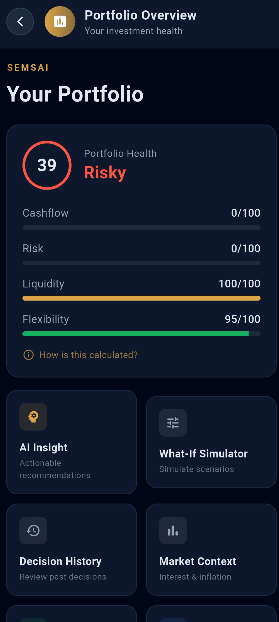 Portfolio Overview
Your investment health
SEMSAI
Your Portfolio
39
Portfolio Health
Risky
Cashflow 0/100
Risk 0/100
Liquidity 100/100
Flexibility 95/100
How is this calculated?
AI Insight
Actionable
recommendations
What-If Simulator
Simulate scenarios
Decision History
Review past decisions
Market Context
Interest & inflation